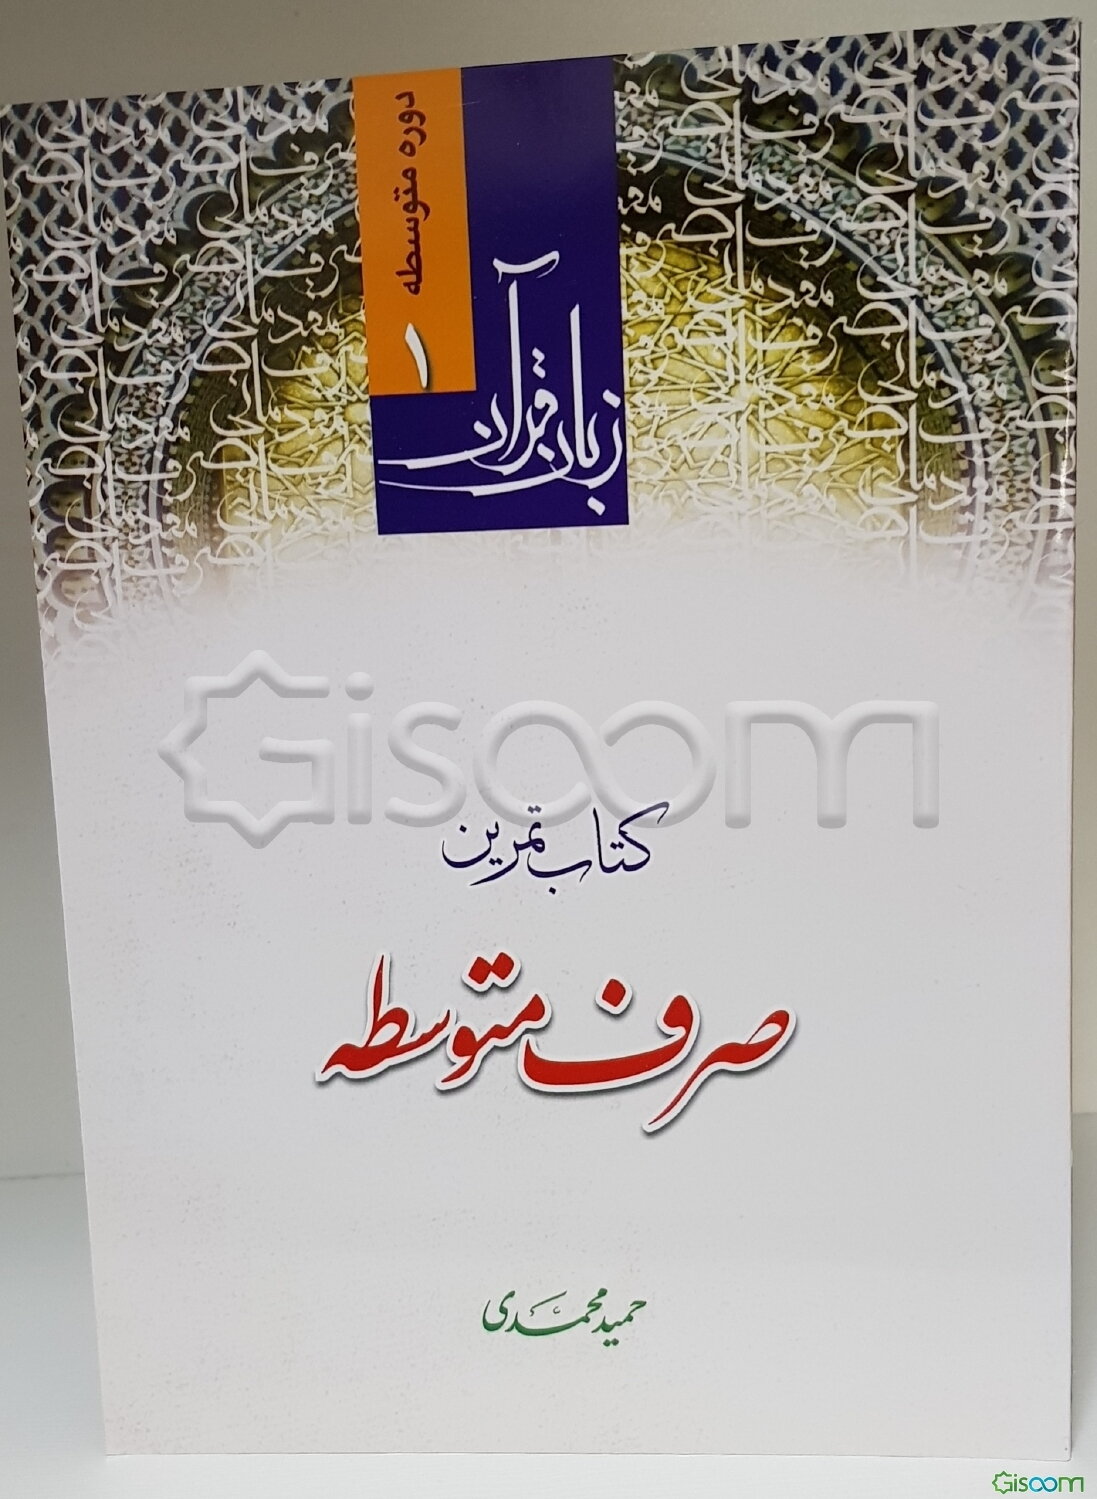 دوره متوسطه
۱
زبان قرآن
Gisoom
کتاب تمرین
صرف متوسطه
حمید محمدی
Gisoom